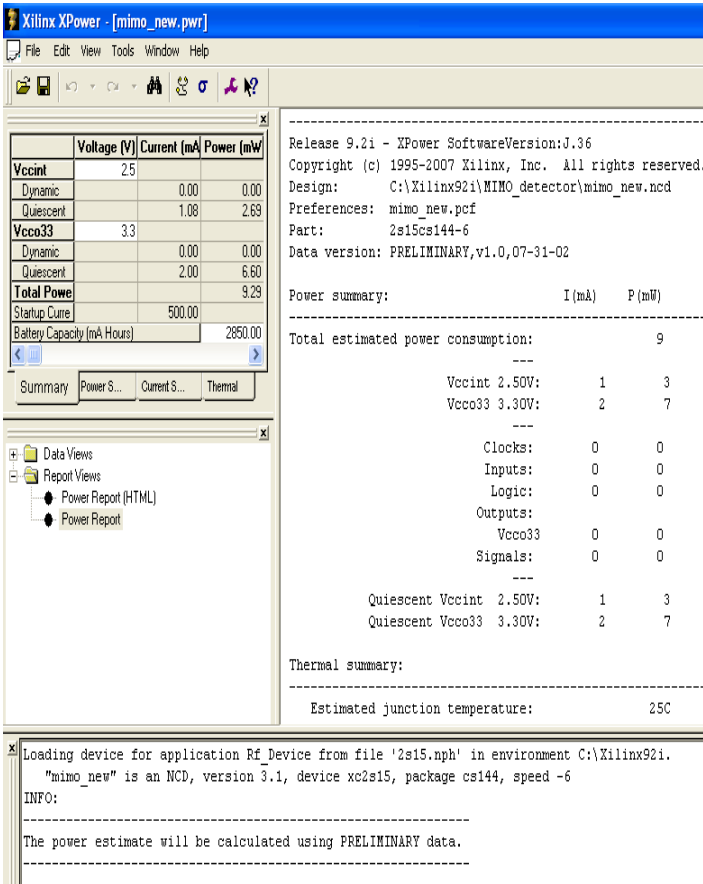 Xilinx XPower - [mimo_new.pwr]
File Edit View Tools Window Help
Voltage (V) Current (mA Power (mW
Vccint 2.5
Dynamic 0.00 0.00
Quiescent 1.08 2.69
Vcco33 3.3
Dynamic 0.00 0.00
Quiescent 2.00 6.60
Total Powe 9.29
Startup Curre 500.00
Battery Capacity (mA Hours) 2850.00
Summary Power S... Current S... Thermal
Data Views
Report Views
Power Report (HTML)
Power Report
Release 9.2i - XPower SoftwareVersion:J.36
Copyright (c) 1995-2007 Xilinx, Inc. All rights reserved.
Design: C:\Xilinx92i\MIMO_detector\mimo_new.ncd
Preferences: mimo_new.pcf
Part: 2s15cs144-6
Data version: PRELIMINARY,v1.0,07-31-02
Power summary: I(mA) P(mW)
Total estimated power consumption: 9
---
Vccint 2.50V: 1 3
Vcco33 3.30V: 2 7
---
Clocks: 0 0
Inputs: 0 0
Logic: 0 0
Outputs:
Vcco33 0 0
Signals: 0 0
---
Quiescent Vccint 2.50V: 1 3
Quiescent Vcco33 3.30V: 2 7
Thermal summary:
Estimated junction temperature: 25C
Loading device for application Rf_Device from file '2s15.nph' in environment C:\Xilinx92i.
"mimo_new" is an NCD, version 3.1, device xc2s15, package cs144, speed -6
INFO:
The power estimate will be calculated using PRELIMINARY data.